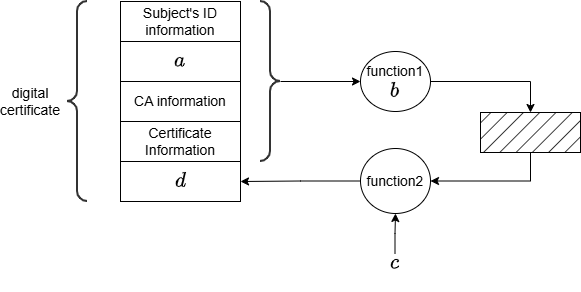 Subject's ID
information
a
digital
certificate
CA information
Certificate
Information
d
function1
b
function2
c